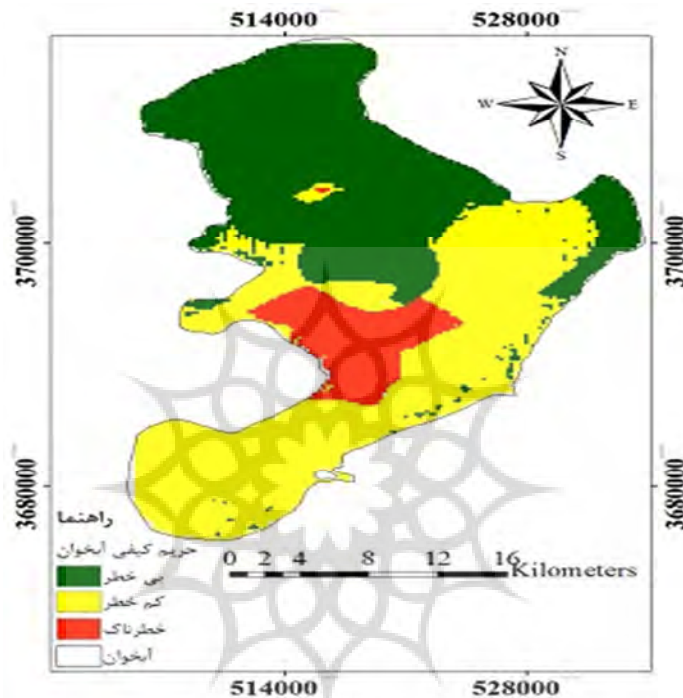 514000 528000
N
W E
S
3700000 3700000
3680000 3680000
راهنما
حریم کیفی آبخوان
بی خطر
کم خطر
خطرناک
آبخوان
0 2 4 8 12 16
Kilometers
514000 528000